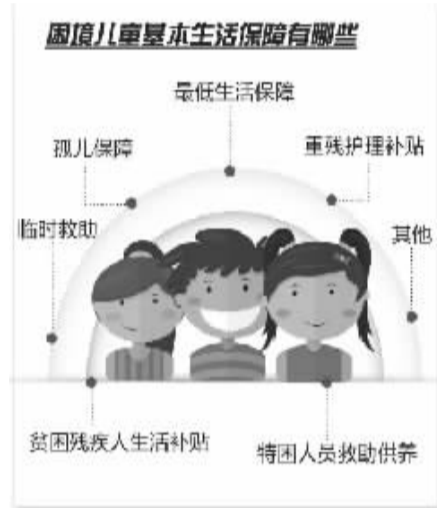 困境儿童基本生活保障有哪些
最低生活保障
孤儿保障
重残护理补贴
临时救助
其他
贫困残疾人生活补贴
特困人员救助供养